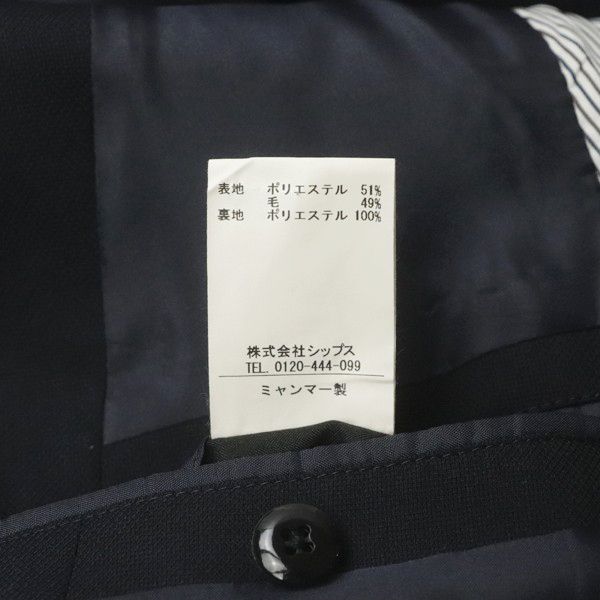 表地 ポリエステル 51%
毛 49%
裏地 ポリエステル 100%
株式会社シップス
TEL. 0120-444-099
ミャンマー製